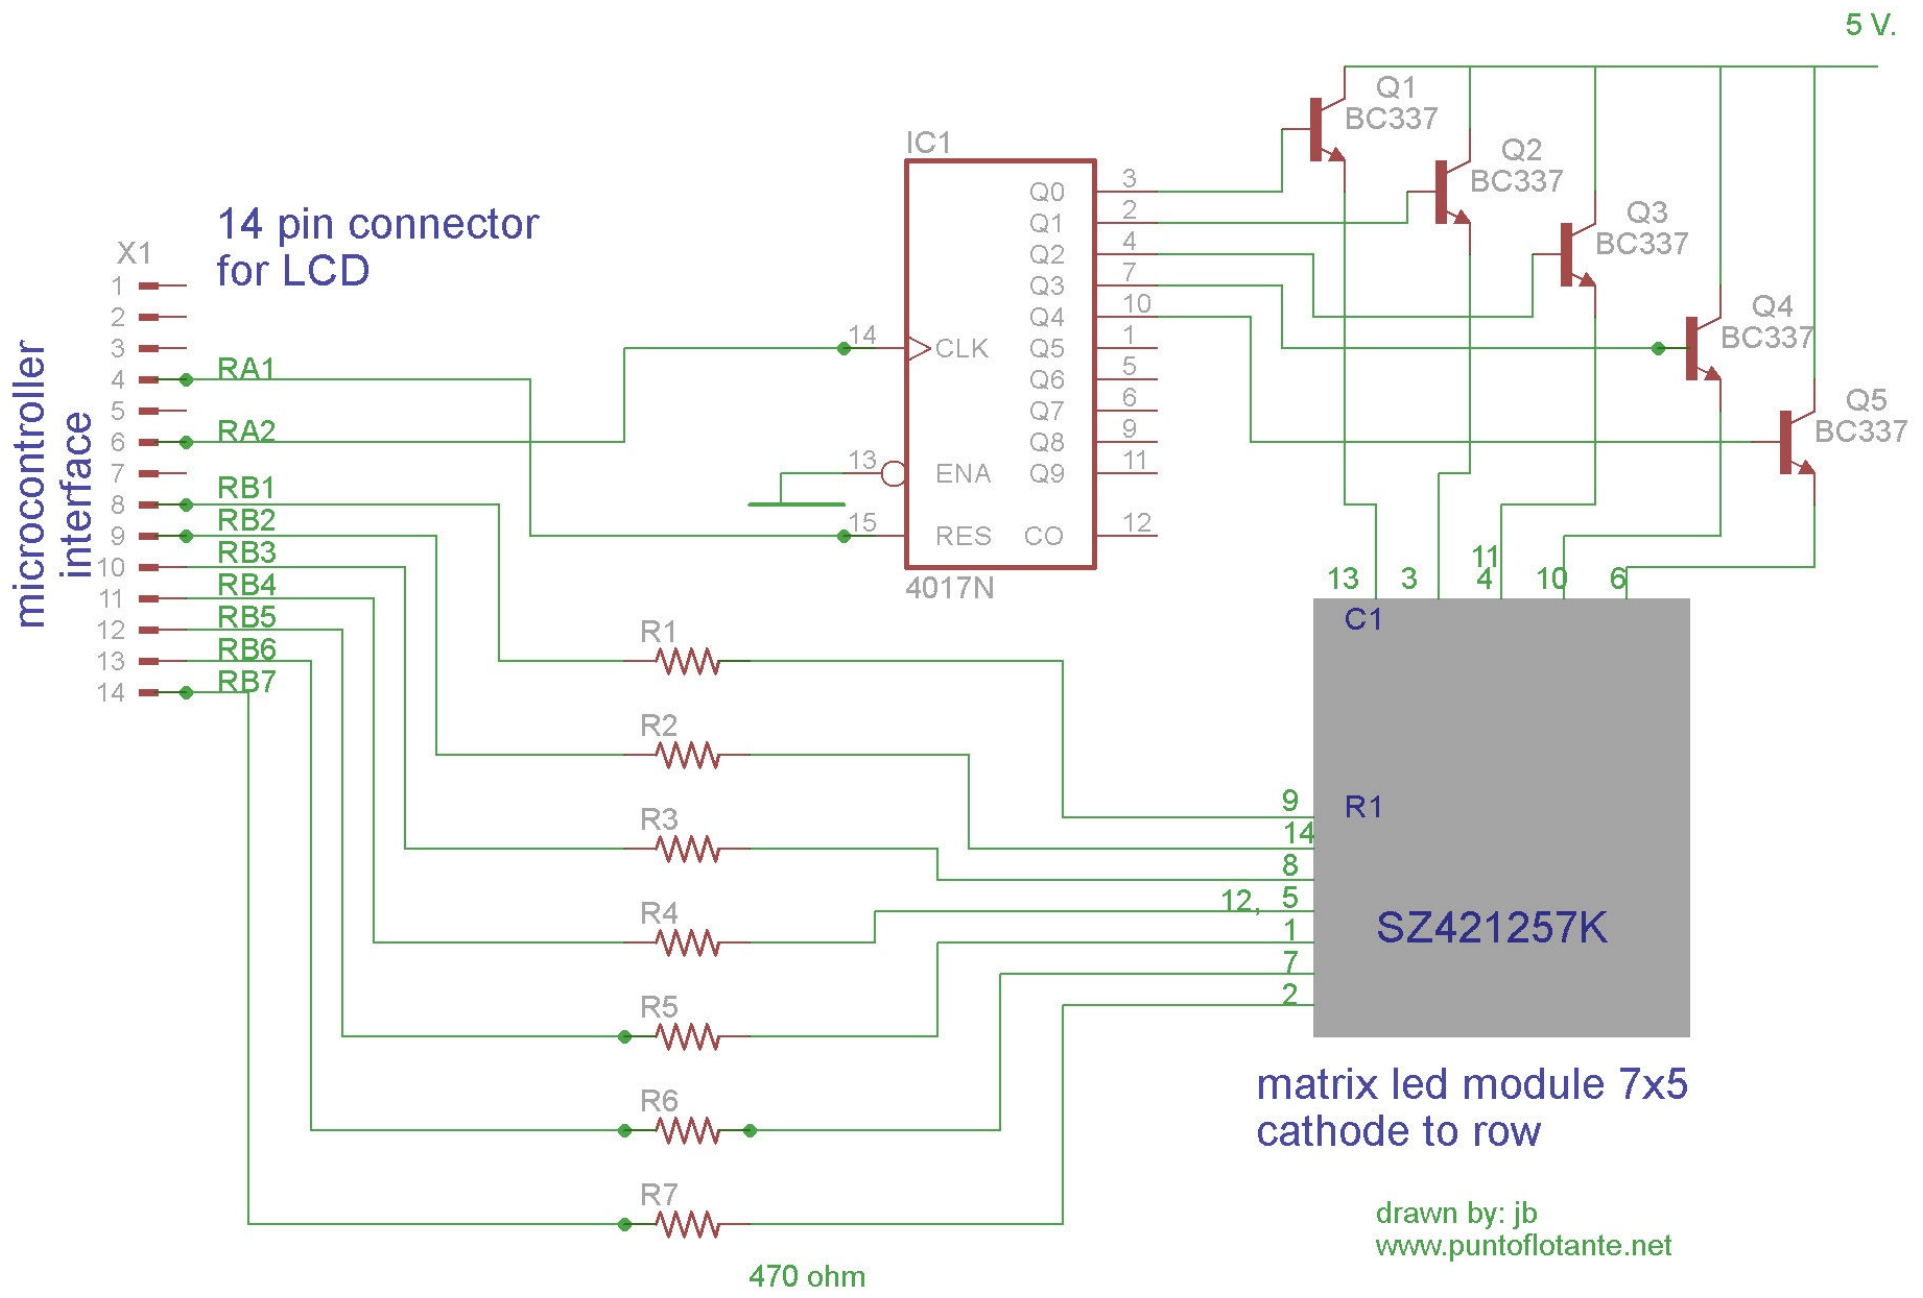 5 V.
Q1
BC337
Q2
BC337
Q3
BC337
Q4
BC337
Q5
BC337
IC1
14 pin connector
for LCD
X1
microcontroller
interface
1
2
3
4 RA1
5
6 RA2
7
8 RB1
9 RB2
10 RB3
11 RB4
12 RB5
13 RB6
14 RB7
Q0 3
Q1 2
Q2 4
Q3 7
Q4 10
14 CLK Q5 1
Q6 5
Q7 6
Q8 9
13 ENA Q9 11
15 RES CO 12
4017N
11
13 3 4 10 6
C1
R1
R2
R3
R4
R5
R6
R7
470 ohm
9 R1
14
8
12, 5
1
7
2
SZ421257K
matrix led module 7x5
cathode to row
drawn by: jb
www.puntoflotante.net